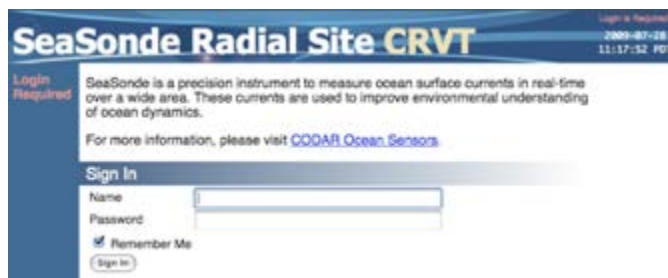 Login is Required
SeaSonde Radial Site CRVT
2009-07-28
11:17:52 PDT
Login
Required
SeaSonde is a precision instrument to measure ocean surface currents in real-time
over a wide area. These currents are used to improve environmental understanding
of ocean dynamics.
For more information, please visit CODAR Ocean Sensors.
Sign In
Name
Password
Remember Me
Sign In